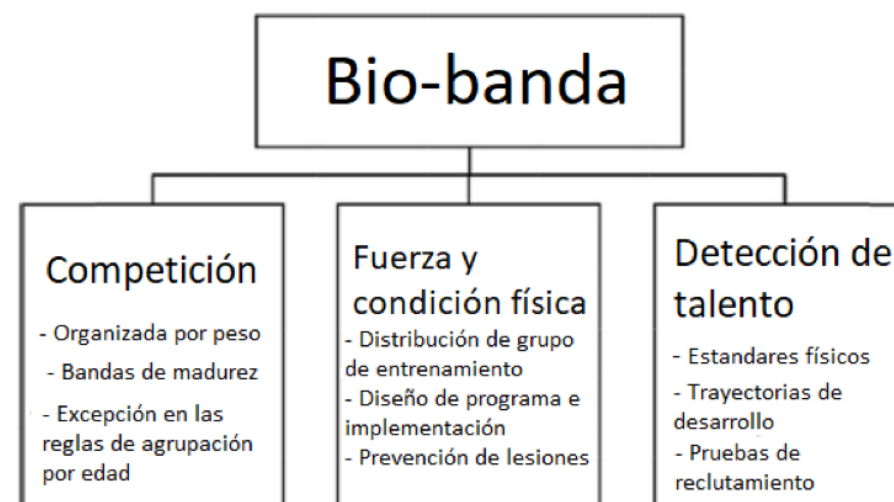 Bio-banda
Competición
- Organizada por peso
- Bandas de madurez
- Excepción en las
reglas de agrupación
por edad
Fuerza y
condición física
- Distribución de grupo
de entrenamiento
- Diseño de programa e
implementación
- Prevención de lesiones
Detección de
talento
- Estandares físicos
- Trayectorias de
desarrollo
- Pruebas de
reclutamiento